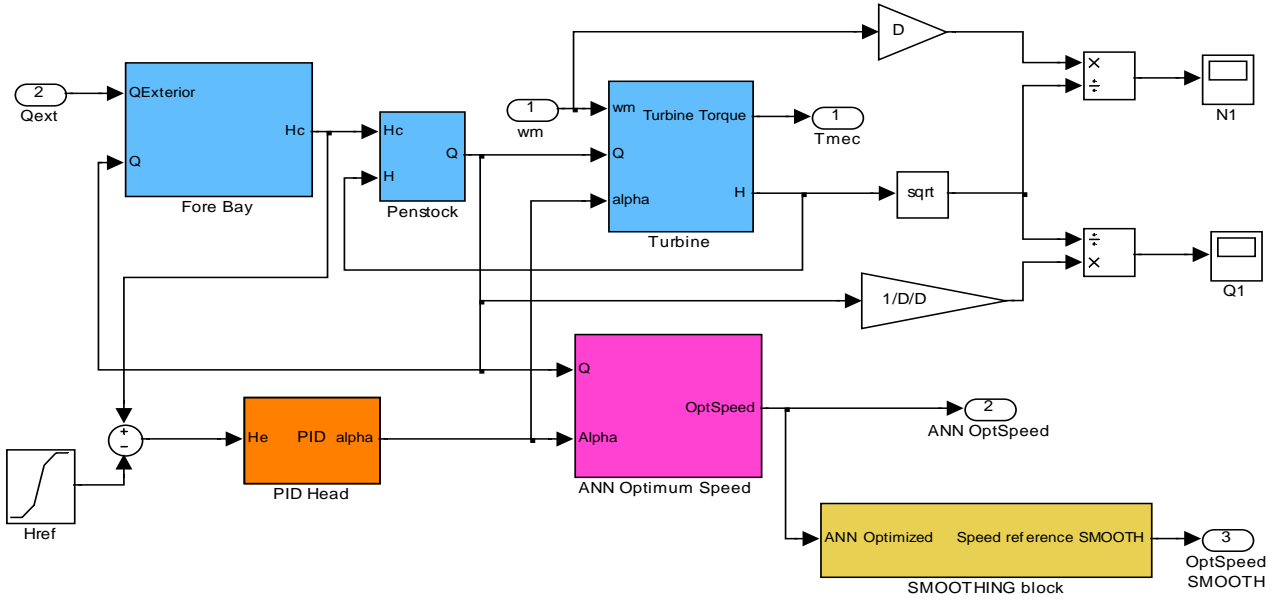 D
×
÷
N1
2
Qext
QExterior
Q
Hc
Fore Bay
Hc
H
Q
Penstock
1
wm
wm
Q
alpha
Turbine Torque
H
Turbine
1
Tmec
sqrt
÷
×
Q1
1/D/D
Q
Alpha
OptSpeed
ANN Optimum Speed
2
ANN OptSpeed
+
−
He
PID
alpha
PID Head
Href
ANN Optimized
Speed reference SMOOTH
SMOOTHING block
3
OptSpeed
SMOOTH